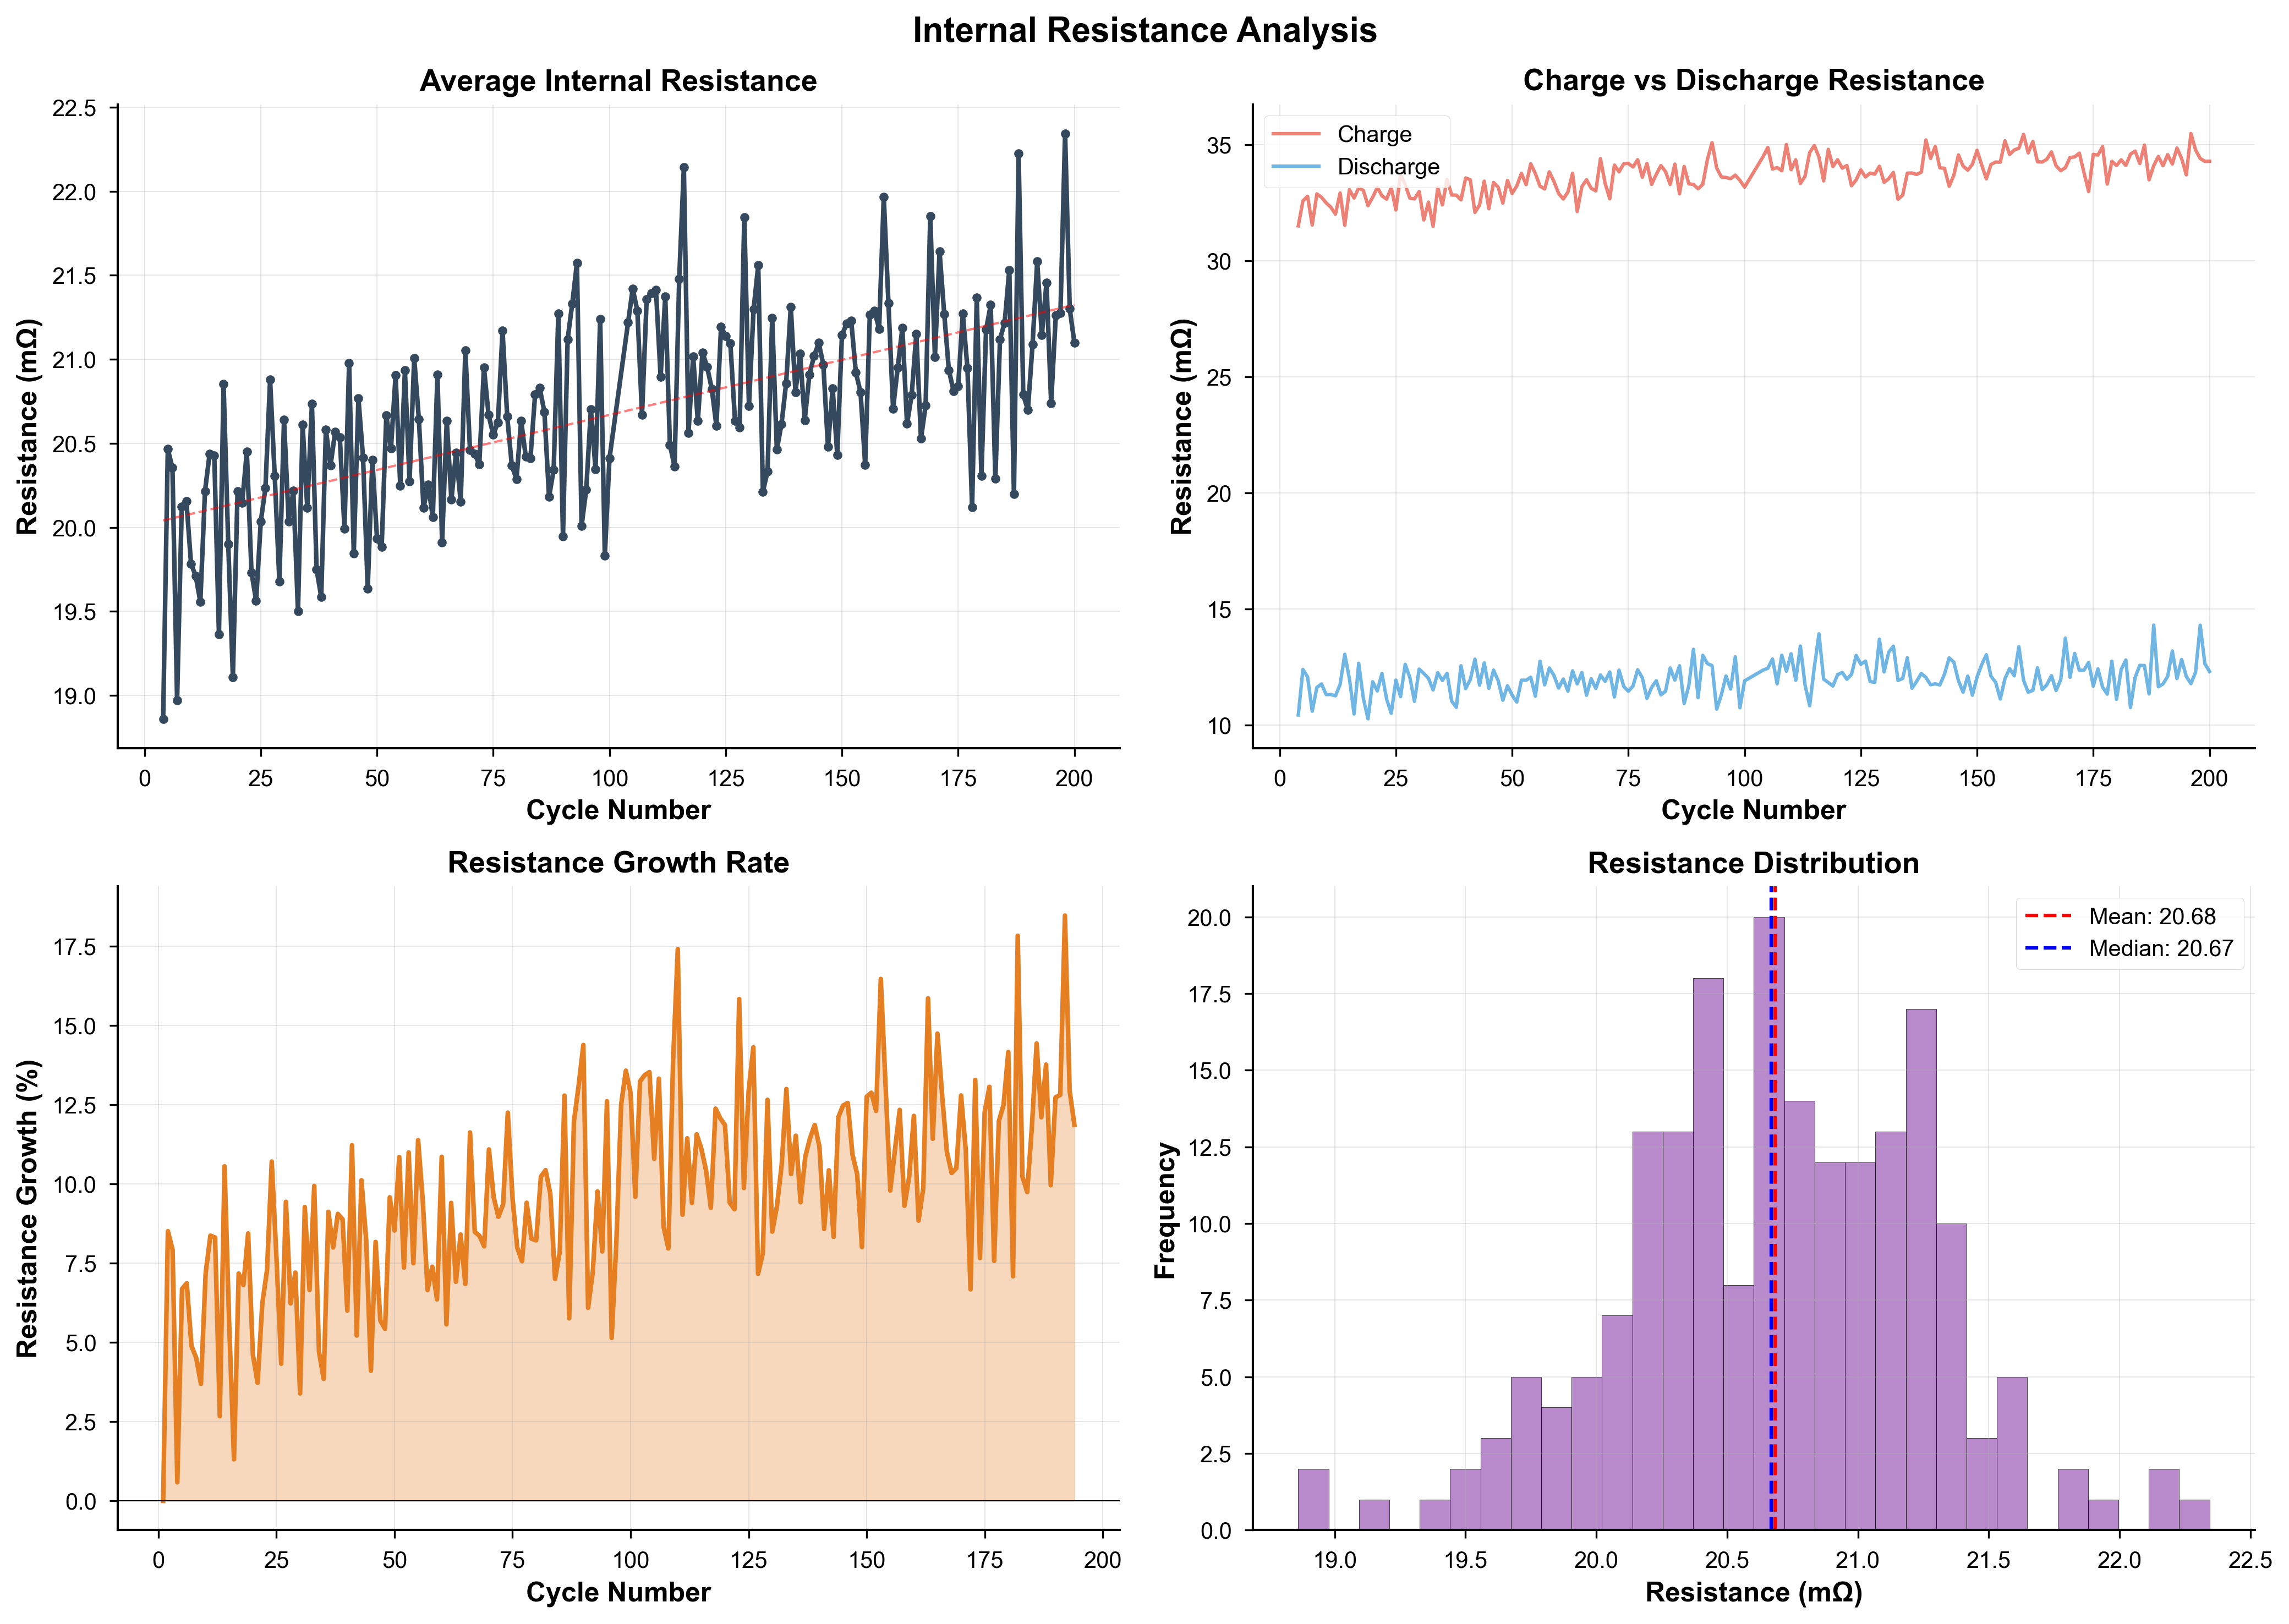 Internal Resistance Analysis
Average Internal Resistance
22.5
22.0
21.5
21.0
20.5
20.0
19.5
19.0
Resistance (mΩ)
0 25 50 75 100 125 150 175 200
Cycle Number
Charge vs Discharge Resistance
Charge
Discharge
35
30
25
20
15
10
Resistance (mΩ)
0 25 50 75 100 125 150 175 200
Cycle Number
Resistance Growth Rate
17.5
15.0
12.5
10.0
7.5
5.0
2.5
0.0
Resistance Growth (%)
0 25 50 75 100 125 150 175 200
Cycle Number
Resistance Distribution
Mean: 20.68
Median: 20.67
20.0
17.5
15.0
12.5
10.0
7.5
5.0
2.5
0.0
Frequency
19.0 19.5 20.0 20.5 21.0 21.5 22.0 22.5
Resistance (mΩ)